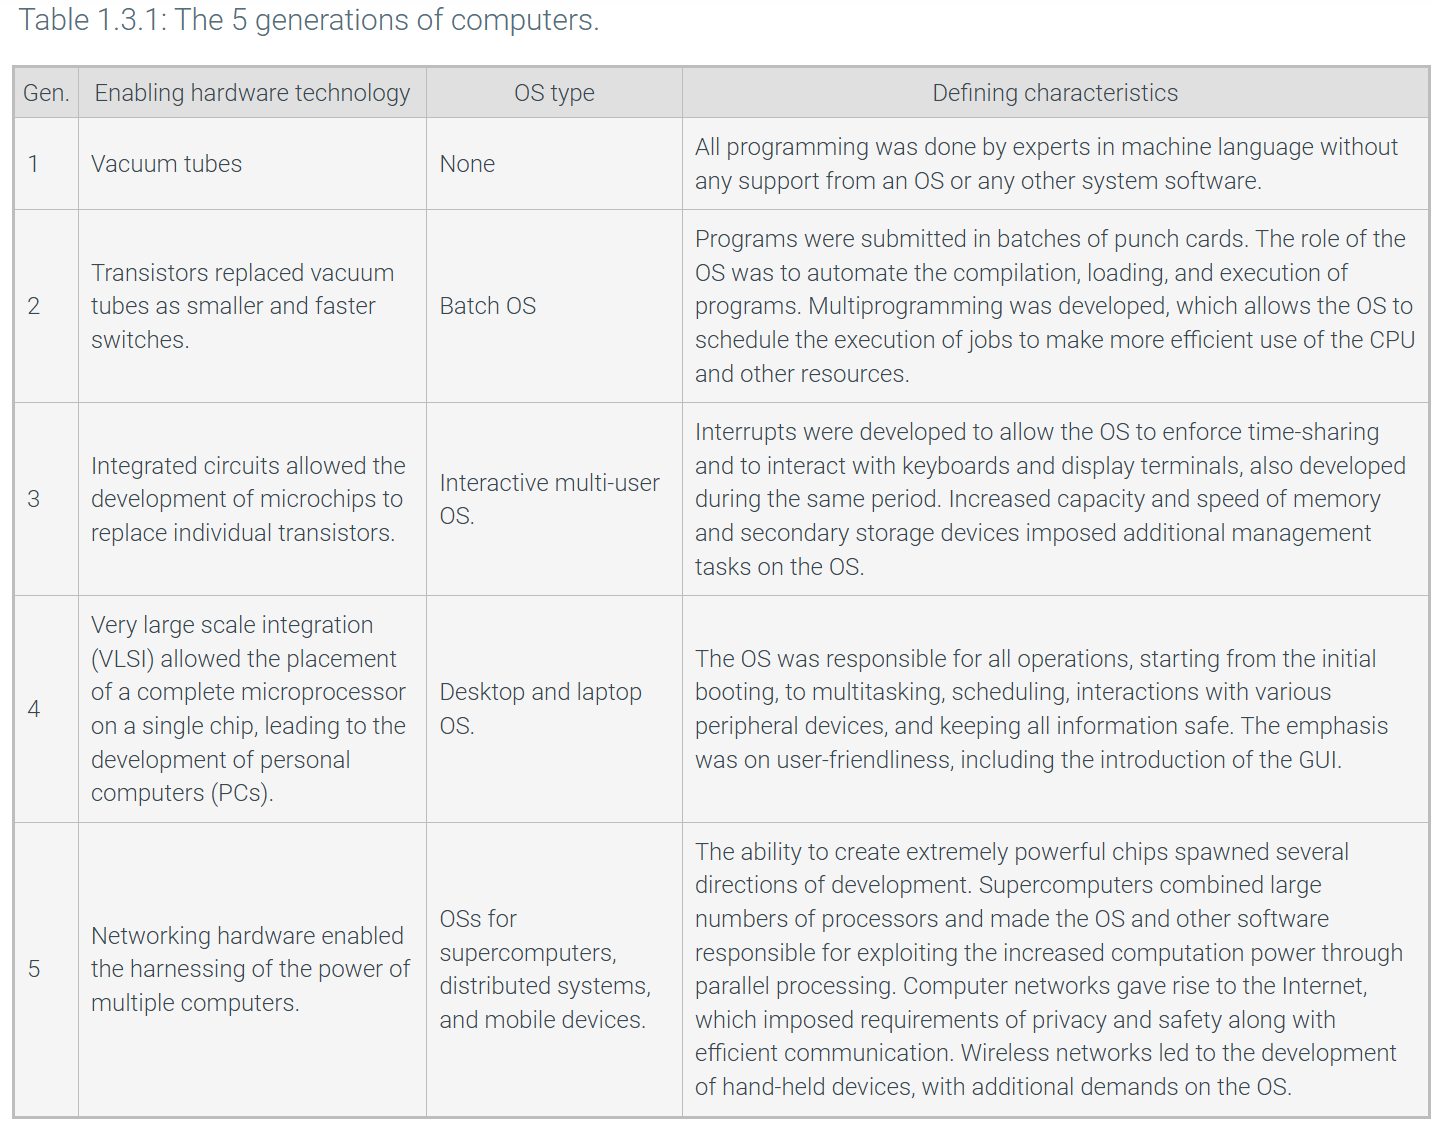 Table 1.3.1: The 5 generations of computers.
Gen.
Enabling hardware technology
OS type
Defining characteristics
1
Vacuum tubes
None
All programming was done by experts in machine language without
any support from an OS or any other system software.
2
Transistors replaced vacuum
tubes as smaller and faster
switches.
Batch OS
Programs were submitted in batches of punch cards. The role of the
OS was to automate the compilation, loading, and execution of
programs. Multiprogramming was developed, which allows the OS to
schedule the execution of jobs to make more efficient use of the CPU
and other resources.
3
Integrated circuits allowed the
development of microchips to
replace individual transistors.
Interactive multi-user
OS.
Interrupts were developed to allow the OS to enforce time-sharing
and to interact with keyboards and display terminals, also developed
during the same period. Increased capacity and speed of memory
and secondary storage devices imposed additional management
tasks on the OS.
4
Very large scale integration
(VLSI) allowed the placement
of a complete microprocessor
on a single chip, leading to the
development of personal
computers (PCs).
Desktop and laptop
OS.
The OS was responsible for all operations, starting from the initial
booting, to multitasking, scheduling, interactions with various
peripheral devices, and keeping all information safe. The emphasis
was on user-friendliness, including the introduction of the GUI.
5
Networking hardware enabled
the harnessing of the power of
multiple computers.
OSs for
supercomputers,
distributed systems,
and mobile devices.
The ability to create extremely powerful chips spawned several
directions of development. Supercomputers combined large
numbers of processors and made the OS and other software
responsible for exploiting the increased computation power through
parallel processing. Computer networks gave rise to the Internet,
which imposed requirements of privacy and safety along with
efficient communication. Wireless networks led to the development
of hand-held devices, with additional demands on the OS.